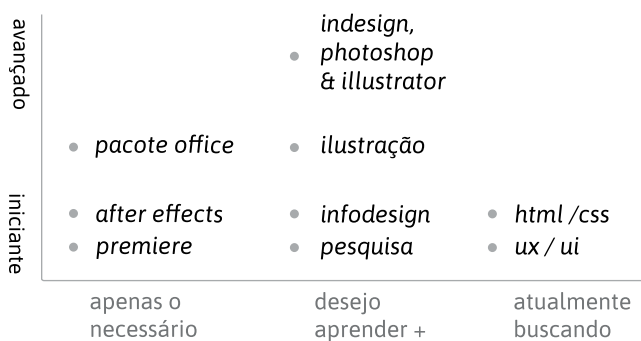 avançado
indesign,
photoshop
& illustrator
pacote office
ilustração
iniciante
after effects
infodesign
html /css
premiere
pesquisa
ux / ui
apenas o
necessário
desejo
aprender +
atualmente
buscando